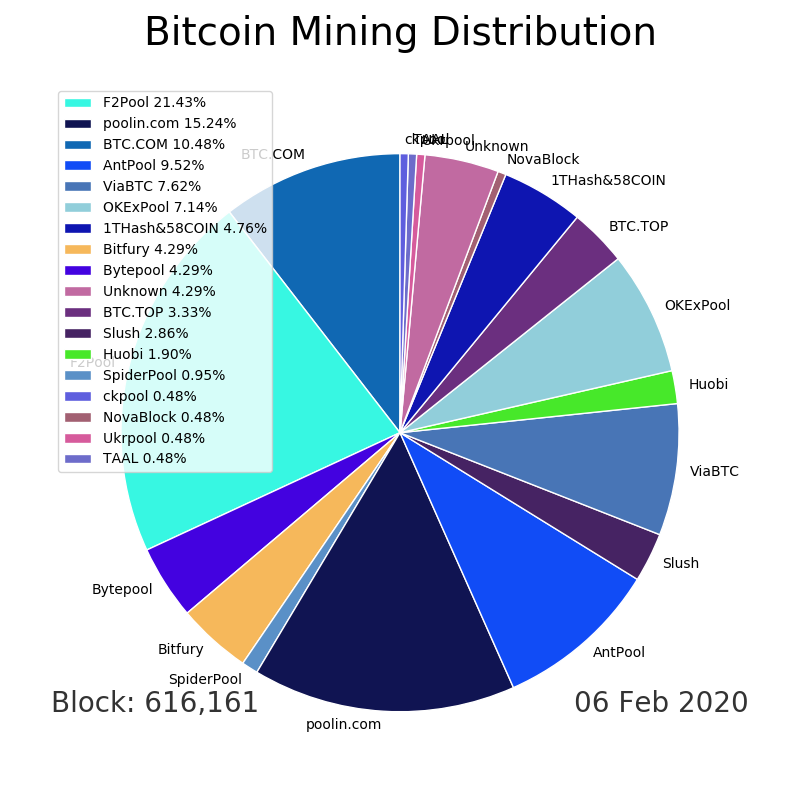 Bitcoin Mining Distribution
F2Pool 21.43%
poolin.com 15.24%
BTC.COM 10.48%
AntPool 9.52%
ViaBTC 7.62%
OKExPool 7.14%
1THash&58COIN 4.76%
Bitfury 4.29%
Bytepool 4.29%
Unknown 4.29%
BTC.TOP 3.33%
Slush 2.86%
Huobi 1.90%
SpiderPool 0.95%
ckpool 0.48%
NovaBlock 0.48%
Ukrpool 0.48%
TAAL 0.48%
BTC.COM
ckpool
TAAL
Ukrpool
Unknown
NovaBlock
1THash&58COIN
BTC.TOP
OKExPool
Huobi
ViaBTC
Slush
AntPool
poolin.com
SpiderPool
Bitfury
Bytepool
F2Pool
Block: 616,161
06 Feb 2020